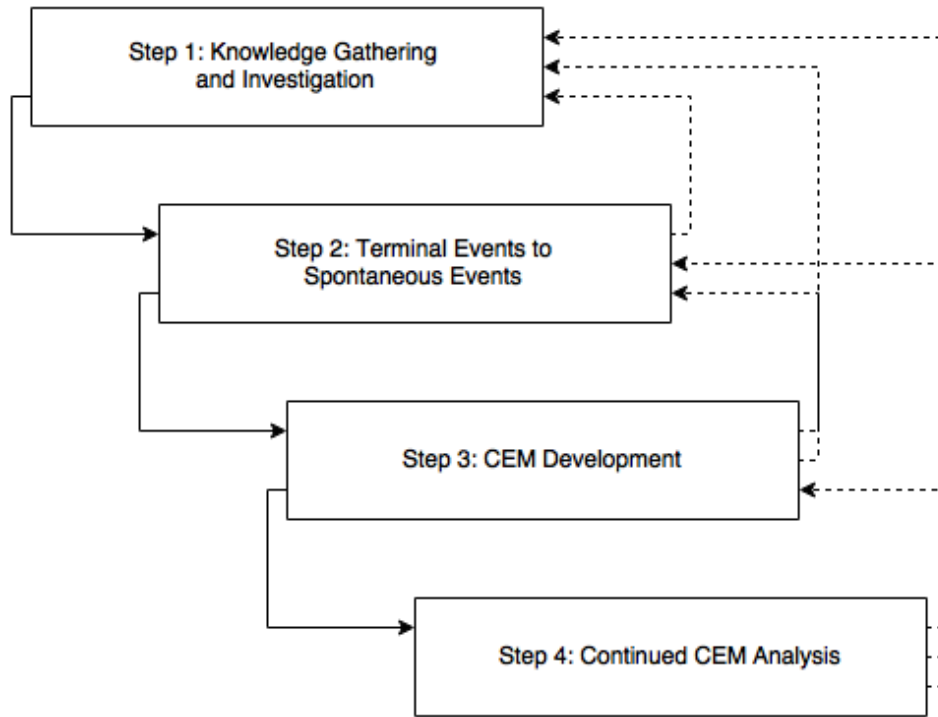 Step 1: Knowledge Gathering
and Investigation
Step 2: Terminal Events to
Spontaneous Events
Step 3: CEM Development
Step 4: Continued CEM Analysis